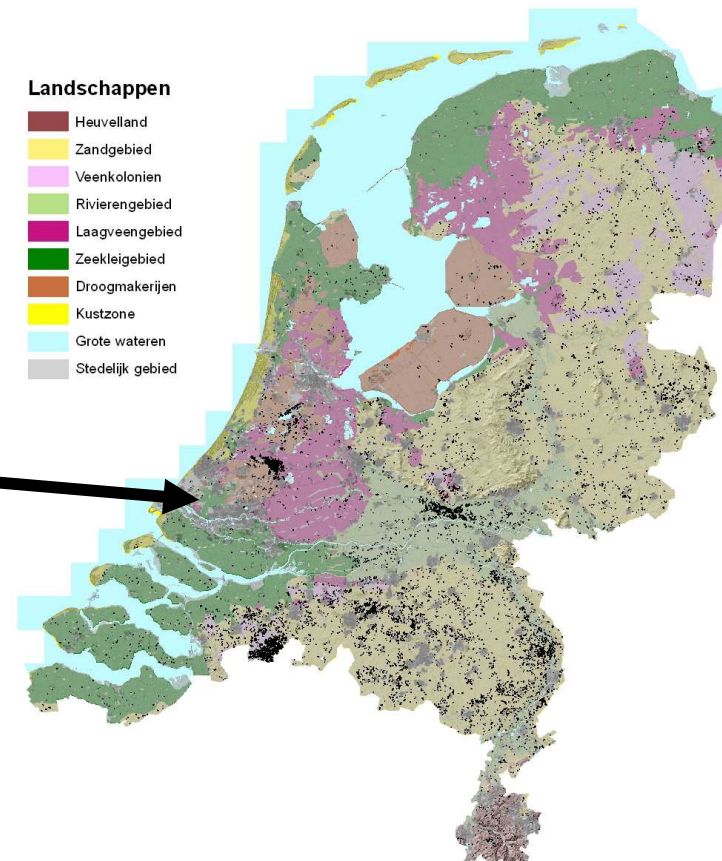 Landschappen
Heuvelland
Zandgebied
Veenkolonien
Rivierengebied
Laagveengebied
Zeekleigebied
Droogmakerijen
Kustzone
Grote wateren
Stedelijk gebied